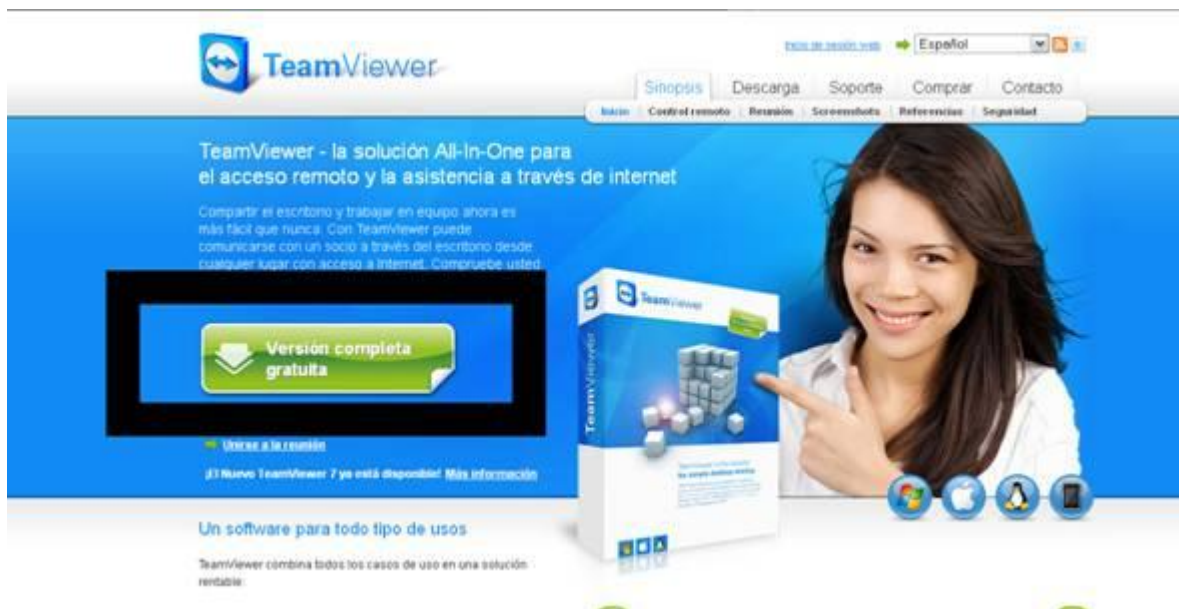 TeamViewer
Inicio de sesión web
Español
Sinopsis Descarga Soporte Comprar Contacto
Inicio Control remoto Reunión Screenshots Referencias Seguridad
TeamViewer - la solución All-In-One para
el acceso remoto y la asistencia a través de internet
Compartir el escritorio y trabajar en equipo ahora es
más fácil que nunca. Con TeamViewer puede
comunicarse con un socio a través del escritorio desde
cualquier lugar con acceso a Internet. Compruebe usted
Versión completa
gratuita
Unirse a la reunión
¡El Nuevo TeamViewer 7 ya está disponible! Más información
TeamViewer
TeamViewer
Un software para todo tipo de usos
TeamViewer combina todos los casos de uso en una solución
rentable: